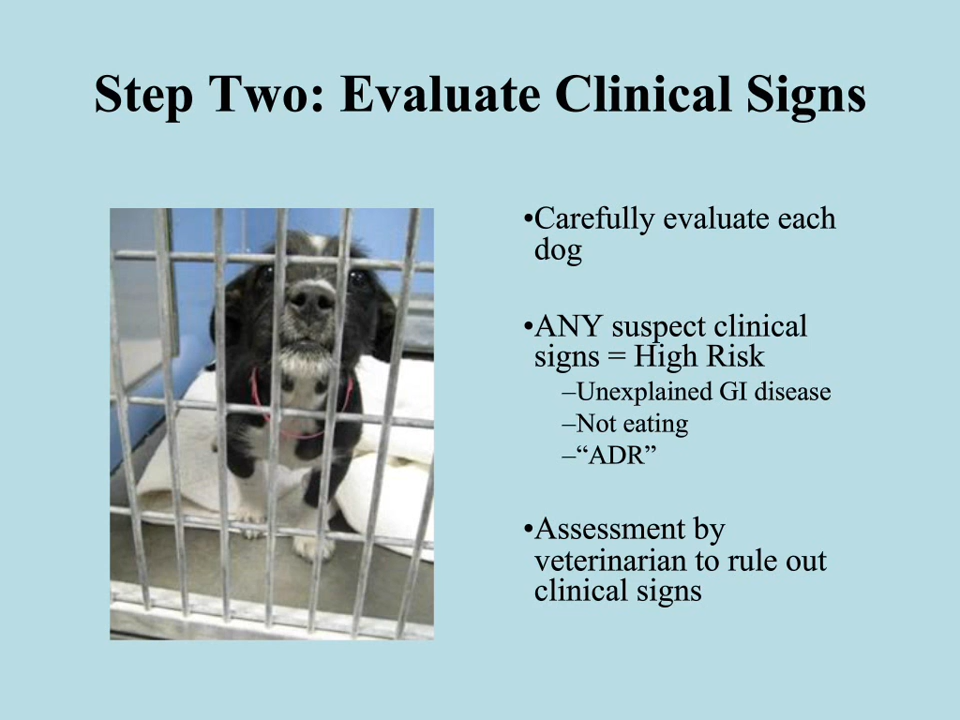 Step Two: Evaluate Clinical Signs
•Carefully evaluate each
dog
•ANY suspect clinical
signs = High Risk
–Unexplained GI disease
–Not eating
–“ADR”
•Assessment by
veterinarian to rule out
clinical signs